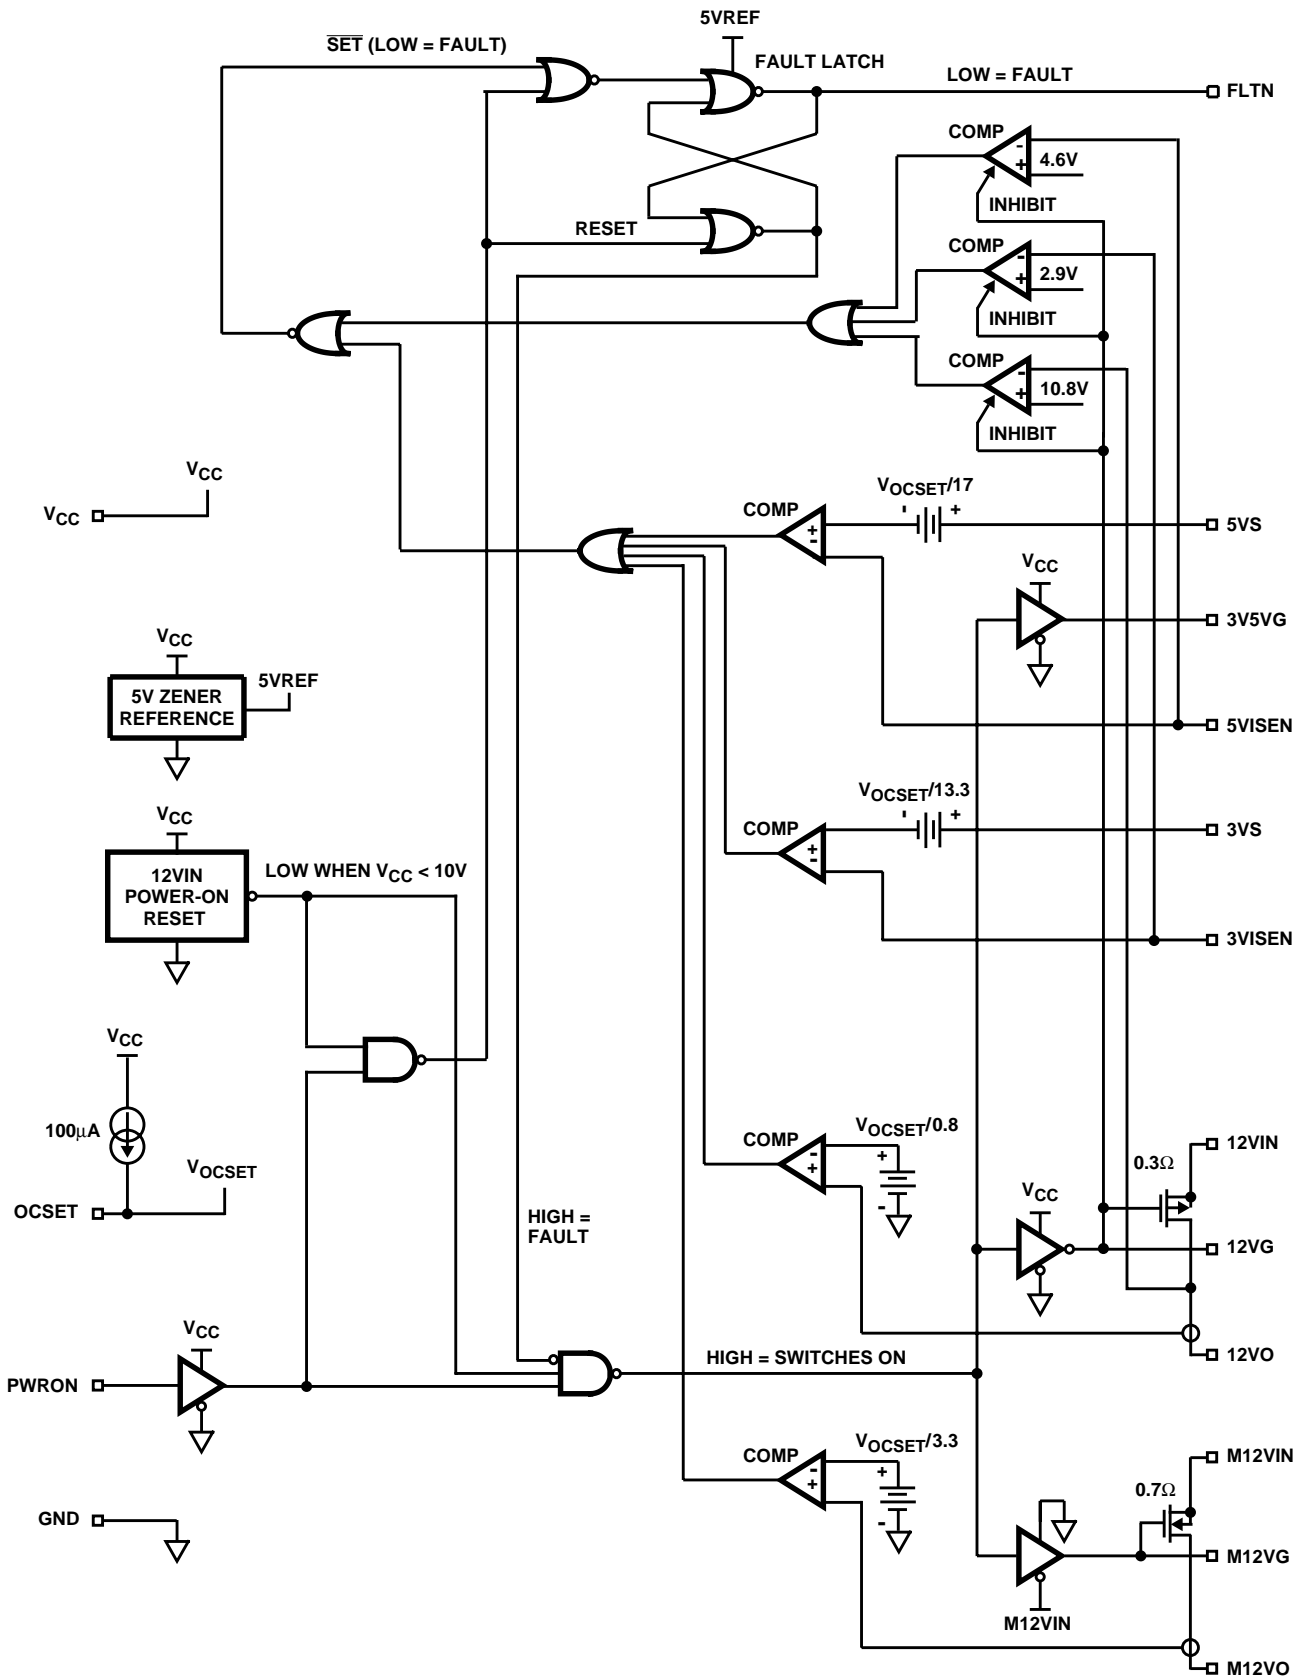 5VREF
SET (LOW = FAULT)
FAULT LATCH
LOW = FAULT
FLTN
COMP
-
+
4.6V
INHIBIT
RESET
COMP
-
+
2.9V
INHIBIT
COMP
-
+
10.8V
INHIBIT
VCC
VCC
VOCSET/17
- +
COMP
+
-
5VS
VCC
3V5VG
VCC
5V ZENER
REFERENCE
5VREF
5VISEN
VOCSET/13.3
- +
COMP
+
-
3VS
VCC
12VIN
POWER-ON
RESET
LOW WHEN VCC < 10V
3VISEN
VCC
100µA
VOCSET
OCSET
VOCSET/0.8
COMP
-
+
+
-
12VIN
0.3Ω
VCC
12VG
HIGH =
FAULT
12VO
VCC
PWRON
HIGH = SWITCHES ON
VOCSET/3.3
COMP
-
+
+
-
M12VIN
0.7Ω
GND
M12VG
M12VIN
M12VO